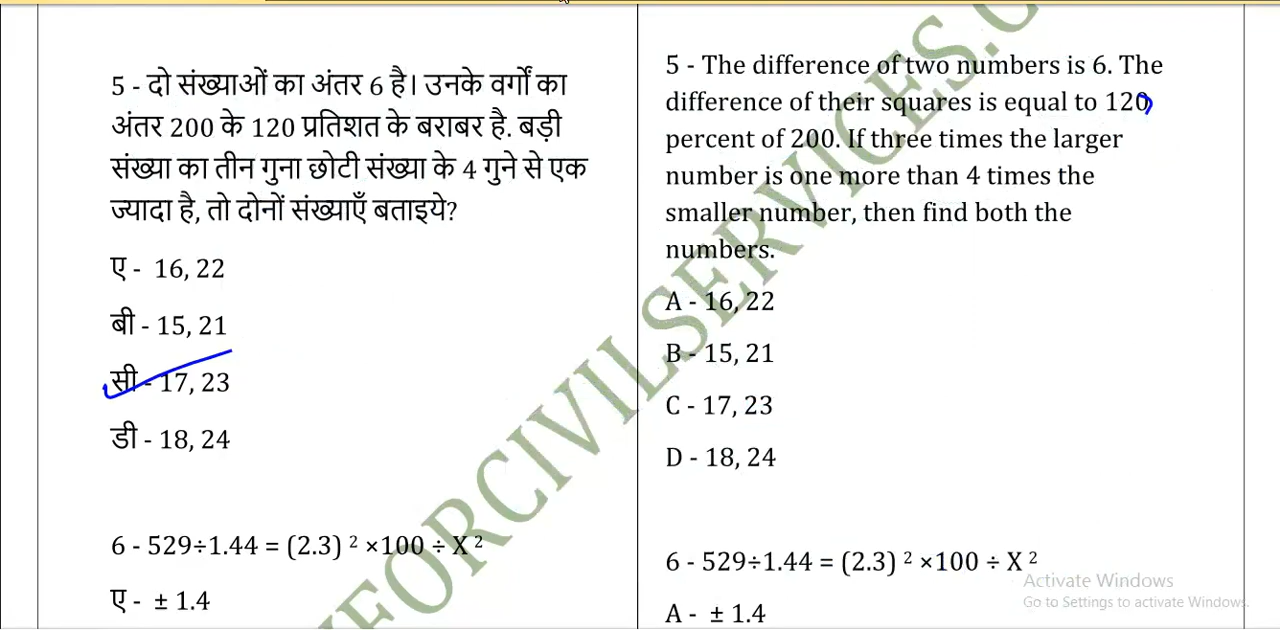 5 - दो संख्याओं का अंतर 6 है। उनके वर्गों का
अंतर 200 के 120 प्रतिशत के बराबर है. बड़ी
संख्या का तीन गुना छोटी संख्या के 4 गुने से एक
ज्यादा है, तो दोनों संख्याएँ बताइये?
ए - 16, 22
बी - 15, 21
सी - 17, 23
डी - 18, 24
6 - 529÷1.44 = (2.3) ² ×100 ÷ X ²
ए - ± 1.4
5 - The difference of two numbers is 6. The
difference of their squares is equal to 120
percent of 200. If three times the larger
number is one more than 4 times the
smaller number, then find both the
numbers.
A - 16, 22
B - 15, 21
C - 17, 23
D - 18, 24
6 - 529÷1.44 = (2.3) ² ×100 ÷ X ²
A - ± 1.4
Activate Windows
Go to Settings to activate Windows.